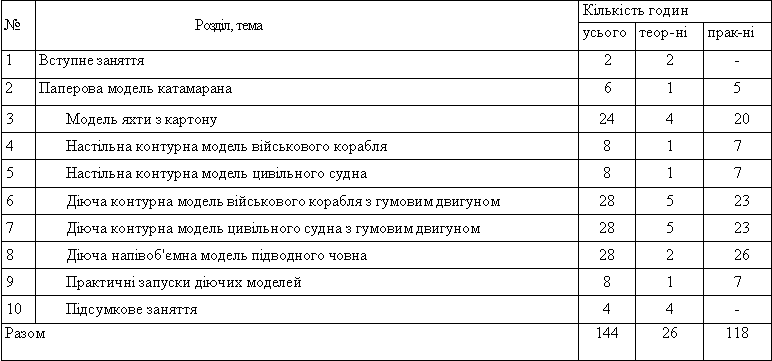 № Розділ, тема Кількість годин
усього теор-ні прак-ні
1 Вступне заняття 2 2 -
2 Паперова модель катамарана 6 1 5
3 Модель яхти з картону 24 4 20
4 Настільна контурна модель військового корабля 8 1 7
5 Настільна контурна модель цивільного судна 8 1 7
6 Діюча контурна модель військового корабля з гумовим двигуном 28 5 23
7 Діюча контурна модель цивільного судна з гумовим двигуном 28 5 23
8 Діюча напівоб'ємна модель підводного човна 28 2 26
9 Практичні запуски діючих моделей 8 1 7
10 Підсумкове заняття 4 4 -
Разом 144 26 118